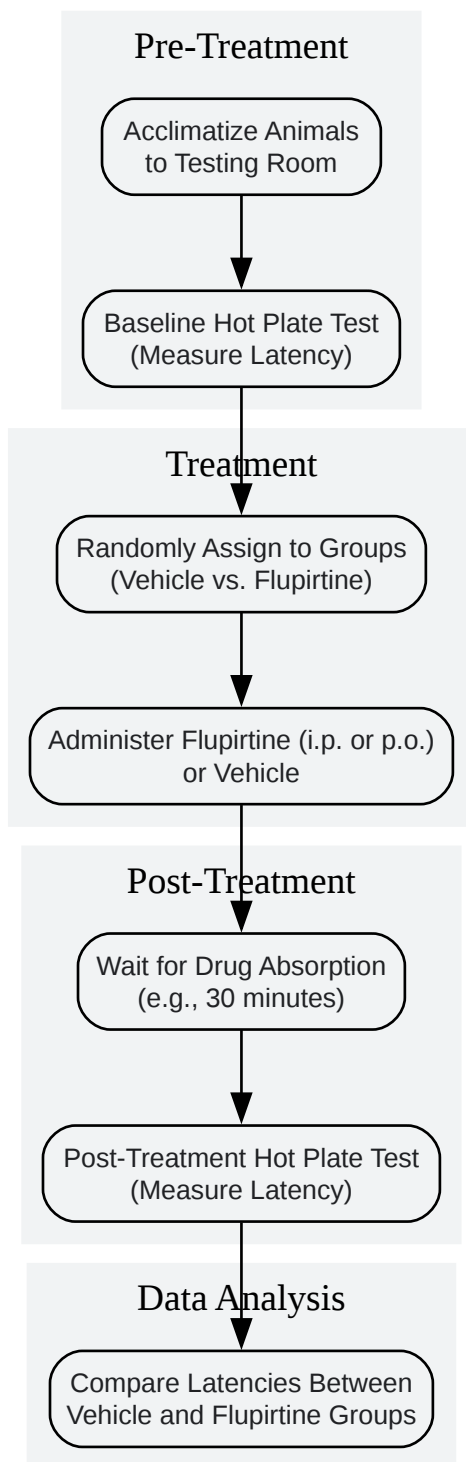 Pre-Treatment
Acclimatize Animals
to Testing Room
Baseline Hot Plate Test
(Measure Latency)
Treatment
Randomly Assign to Groups
(Vehicle vs. Flupirtine)
Administer Flupirtine (i.p. or p.o.)
or Vehicle
Post-Treatment
Wait for Drug Absorption
(e.g., 30 minutes)
Post-Treatment Hot Plate Test
(Measure Latency)
Data Analysis
Compare Latencies Between
Vehicle and Flupirtine Groups